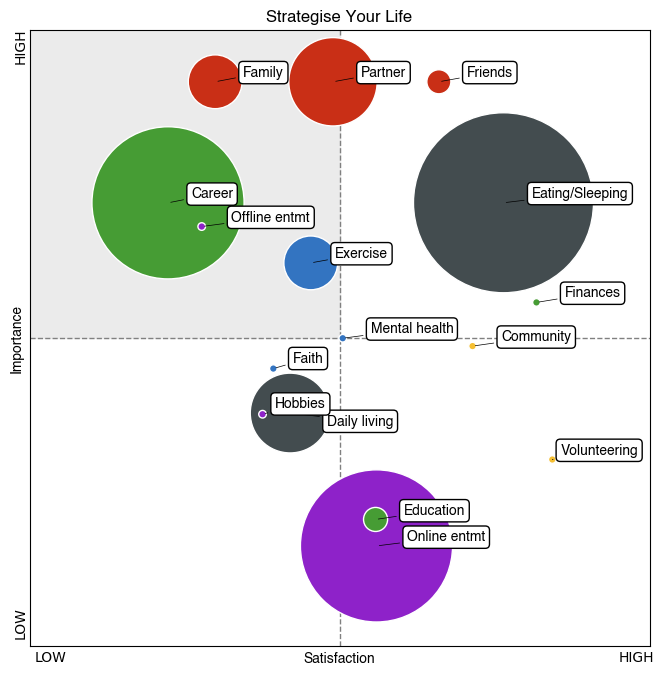 Strategise Your Life
HIGH
Family
Partner
Friends
Career
Eating/Sleeping
Offline entmt
Exercise
Finances
Importance
Mental health
Community
Faith
Hobbies
Daily living
Volunteering
Education
Online entmt
LOW
LOW
Satisfaction
HIGH